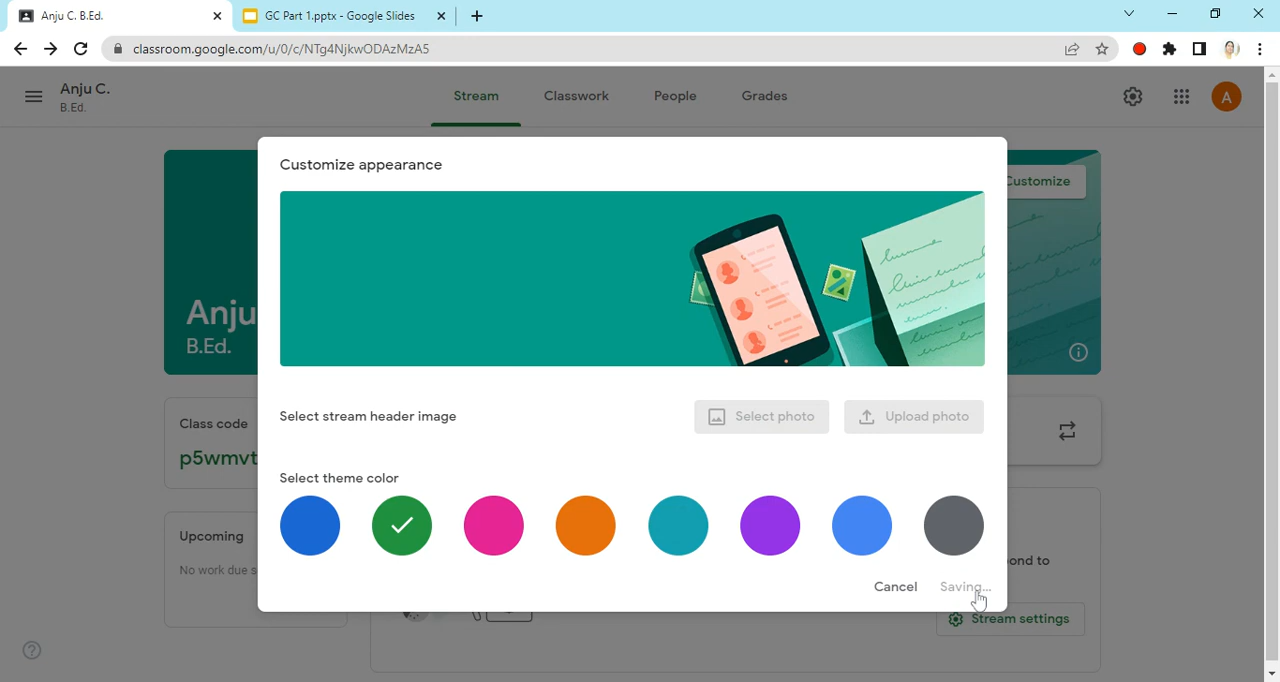 Anju C. B.Ed.
GC Part 1.pptx - Google Slides
classroom.google.com/u/0/c/NTg4NjkwODAzMzA5
Anju C.
B.Ed.
Stream
Classwork
People
Grades
A
Customize appearance
Customize
Anju
B.Ed.
Select stream header image
Select photo
Upload photo
Class code
p5wmvt
Select theme color
Upcoming
No work due s
ond to
Cancel
Saving...
Stream settings